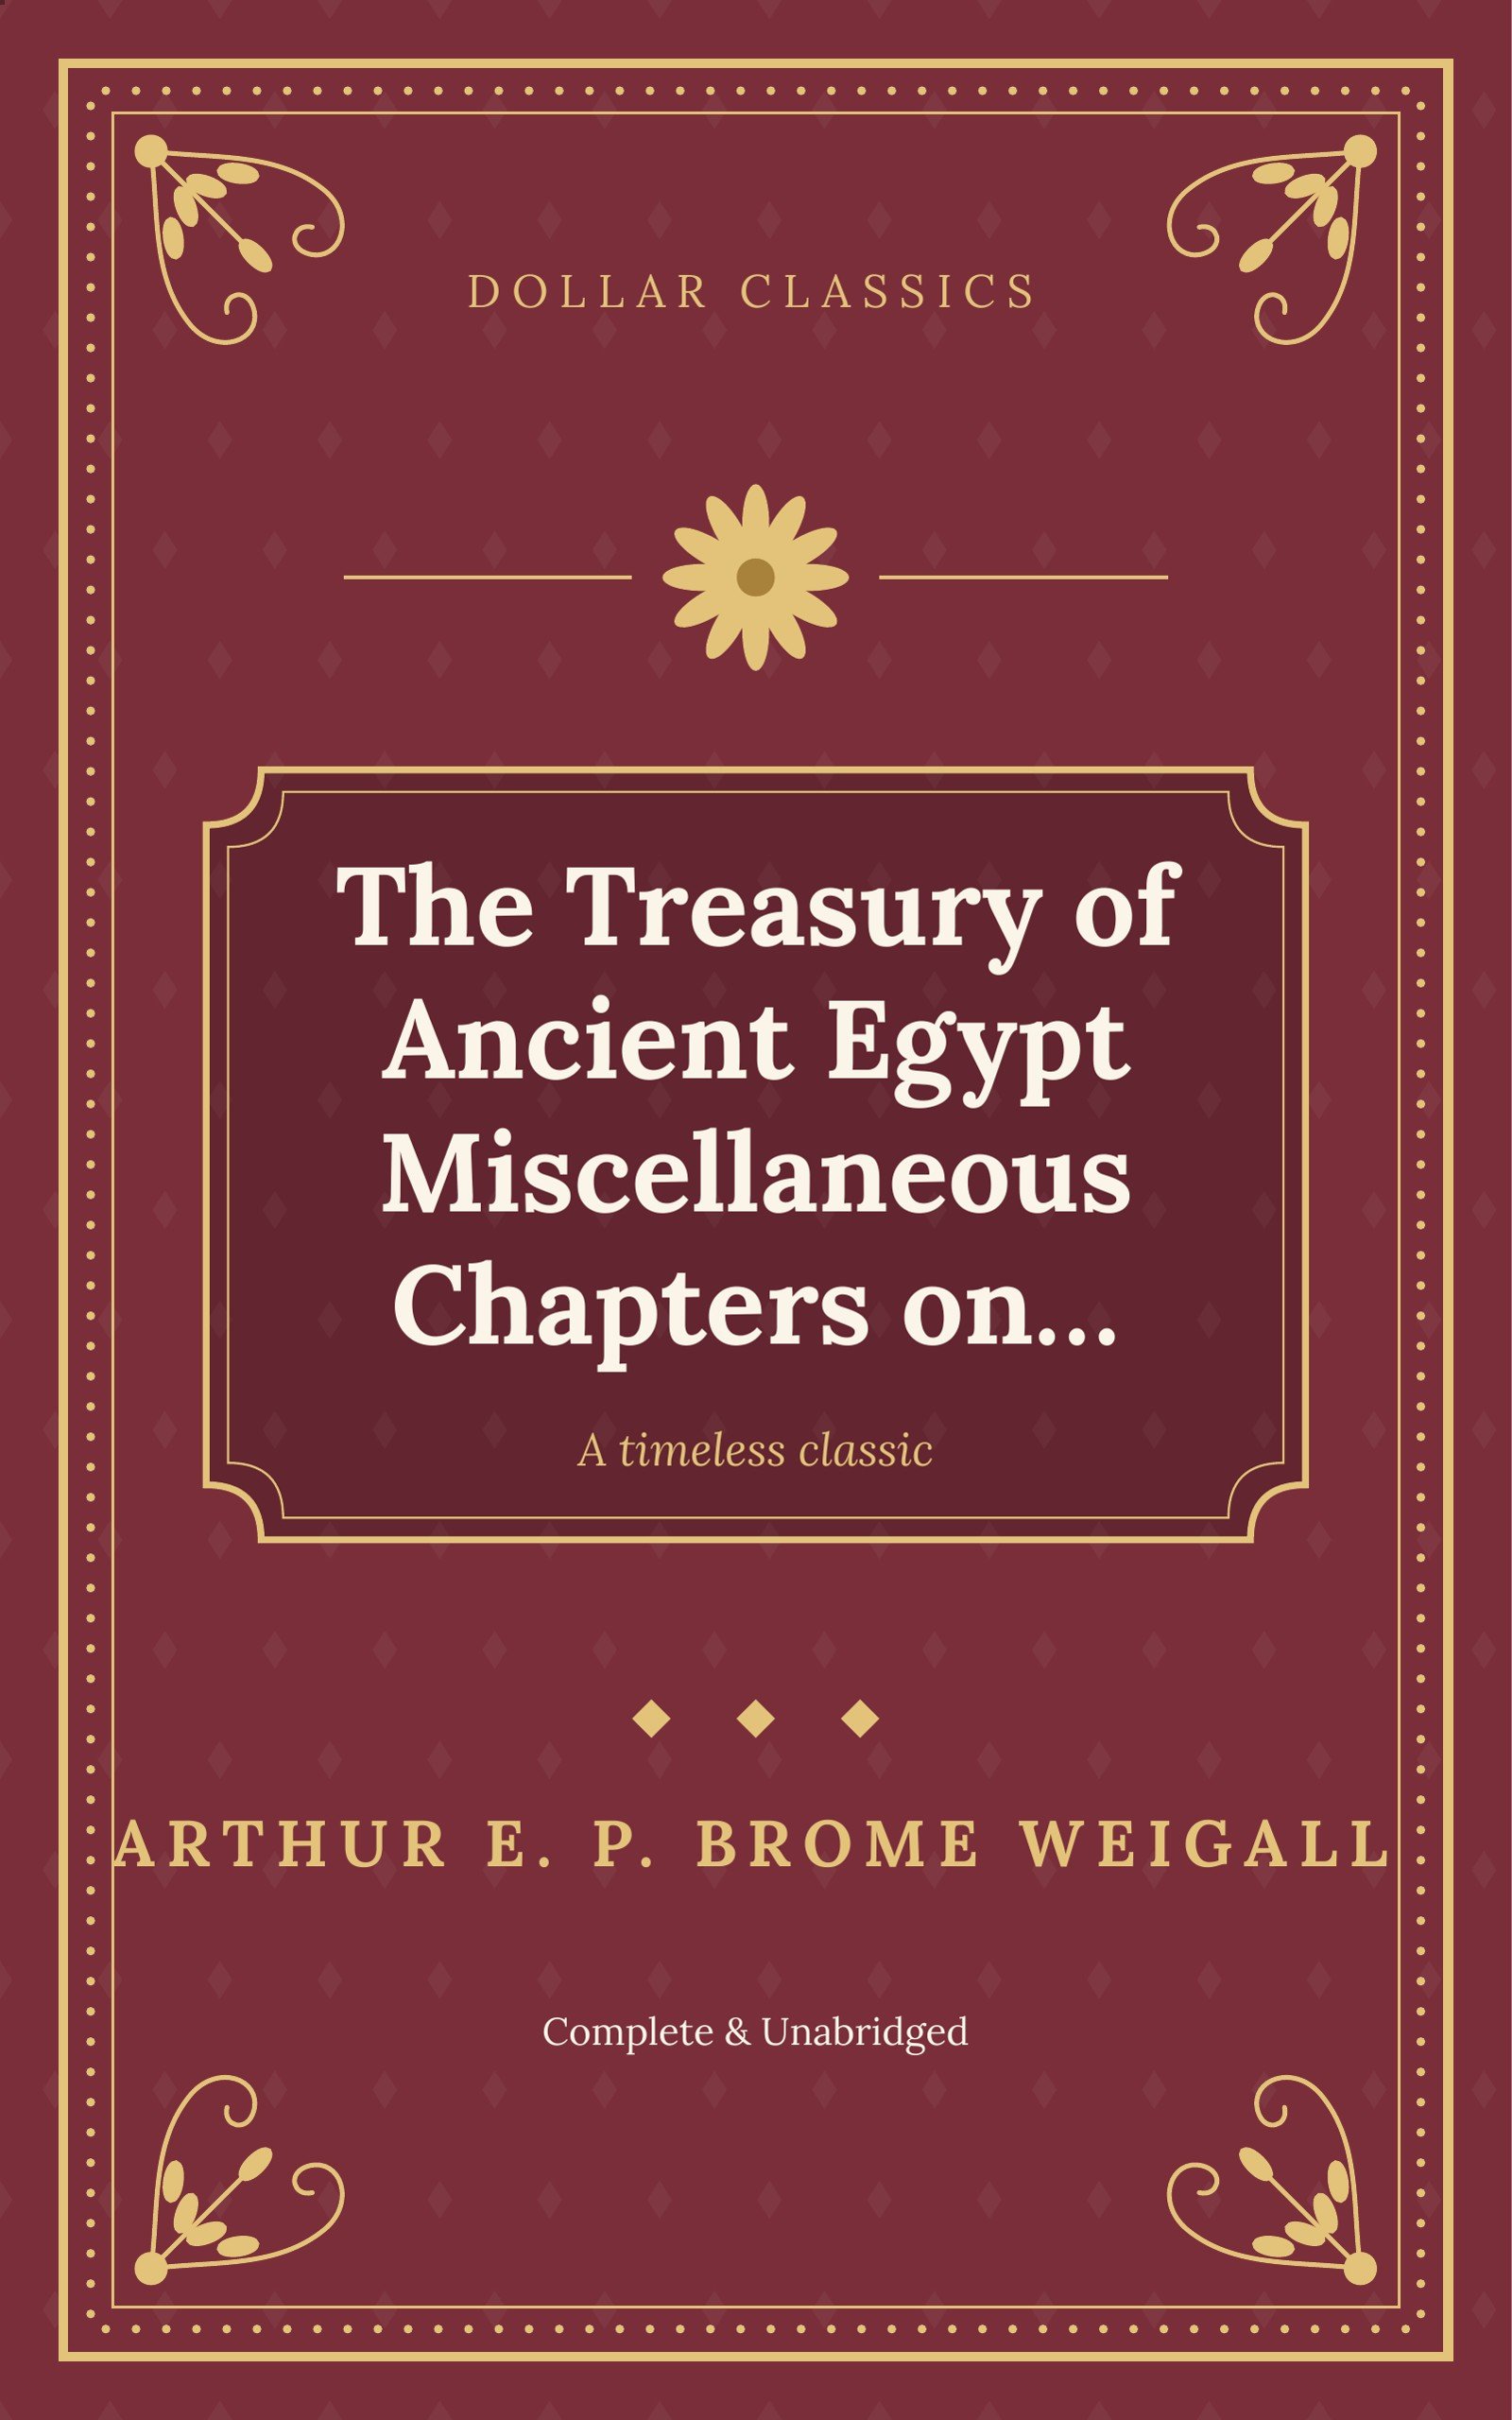 DOLLAR CLASSICS
The Treasury of
Ancient Egypt
Miscellaneous
Chapters on...
A timeless classic
ARTHUR E. P. BROME WEIGALL
Complete & Unabridged